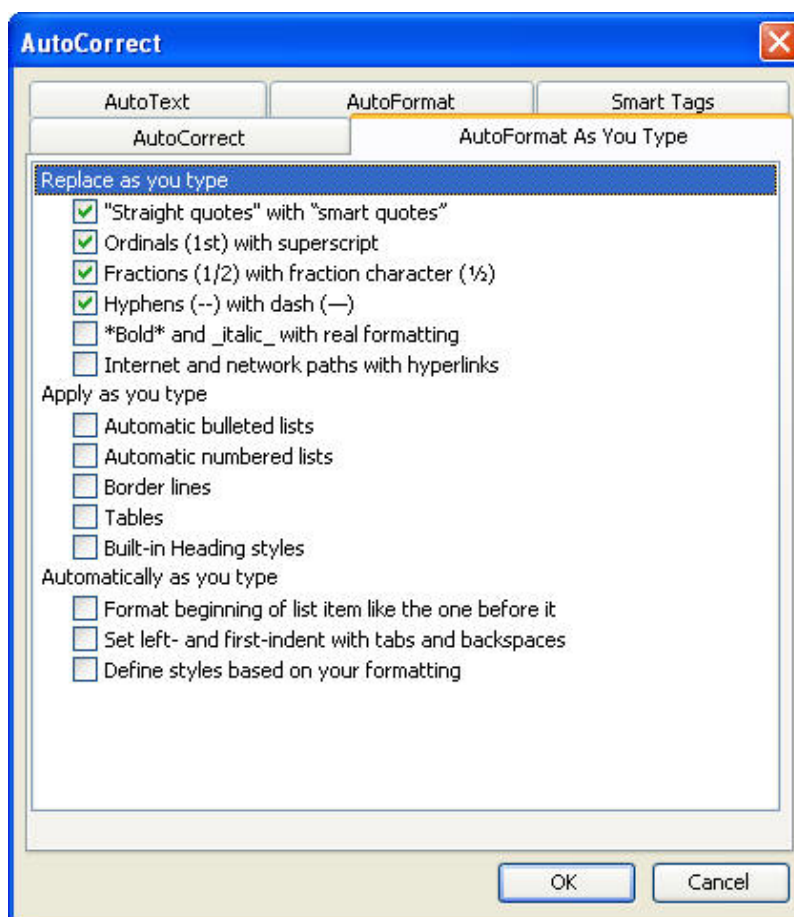 AutoCorrect
AutoText AutoFormat Smart Tags
AutoCorrect AutoFormat As You Type
Replace as you type
"Straight quotes" with “smart quotes”
Ordinals (1st) with superscript
Fractions (1/2) with fraction character (½)
Hyphens (--) with dash (—)
*Bold* and _italic_ with real formatting
Internet and network paths with hyperlinks
Apply as you type
Automatic bulleted lists
Automatic numbered lists
Border lines
Tables
Built-in Heading styles
Automatically as you type
Format beginning of list item like the one before it
Set left- and first-indent with tabs and backspaces
Define styles based on your formatting
OK Cancel